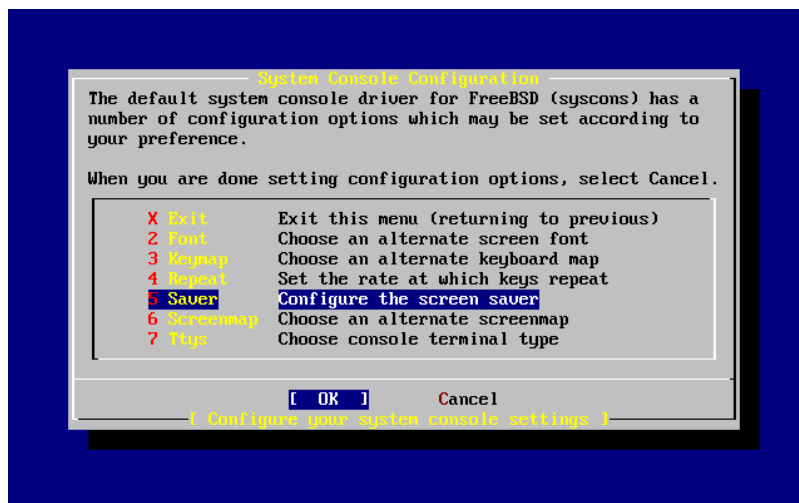 System Console Configuration
The default system console driver for FreeBSD (syscons) has a
number of configuration options which may be set according to
your preference.
When you are done setting configuration options, select Cancel.
X Exit Exit this menu (returning to previous)
2 Font Choose an alternate screen font
3 Keymap Choose an alternate keyboard map
4 Repeat Set the rate at which keys repeat
5 Saver Configure the screen saver
6 Screenmap Choose an alternate screenmap
7 Ttys Choose console terminal type
[ OK ] Cancel
[ Configure your system console settings ]